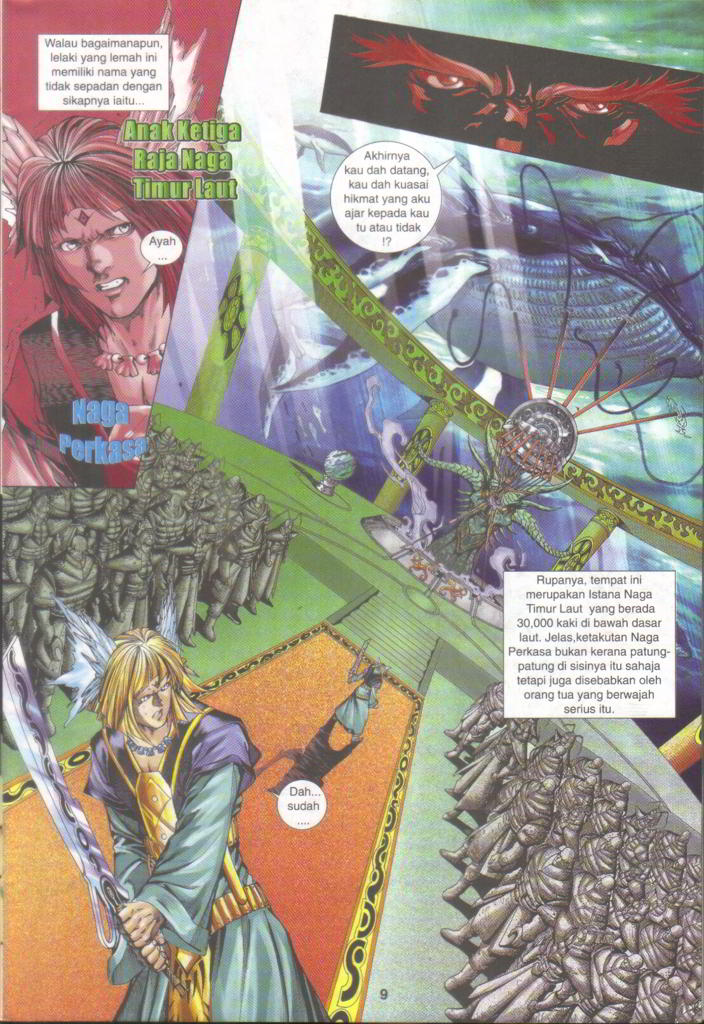 Walau bagaimanapun,
lelaki yang lemah ini
memiliki nama yang
tidak sepadan dengan
sikapnya iaitu...
Anak Ketiga
Raja Naga
Timur Laut
Ayah
...
Naga
Perkasa
Akhirnya
kau dah datang,
kau dah kuasai
hikmat yang aku
ajar kepada kau
tu atau tidak
!?
Rupanya, tempat ini
merupakan Istana Naga
Timur Laut yang berada
30,000 kaki di bawah dasar
laut. Jelas,ketakutan Naga
Perkasa bukan kerana patung-
patung di sisinya itu sahaja
tetapi juga disebabkan oleh
orang tua yang berwajah
serius itu.
Dah...
sudah
....
9